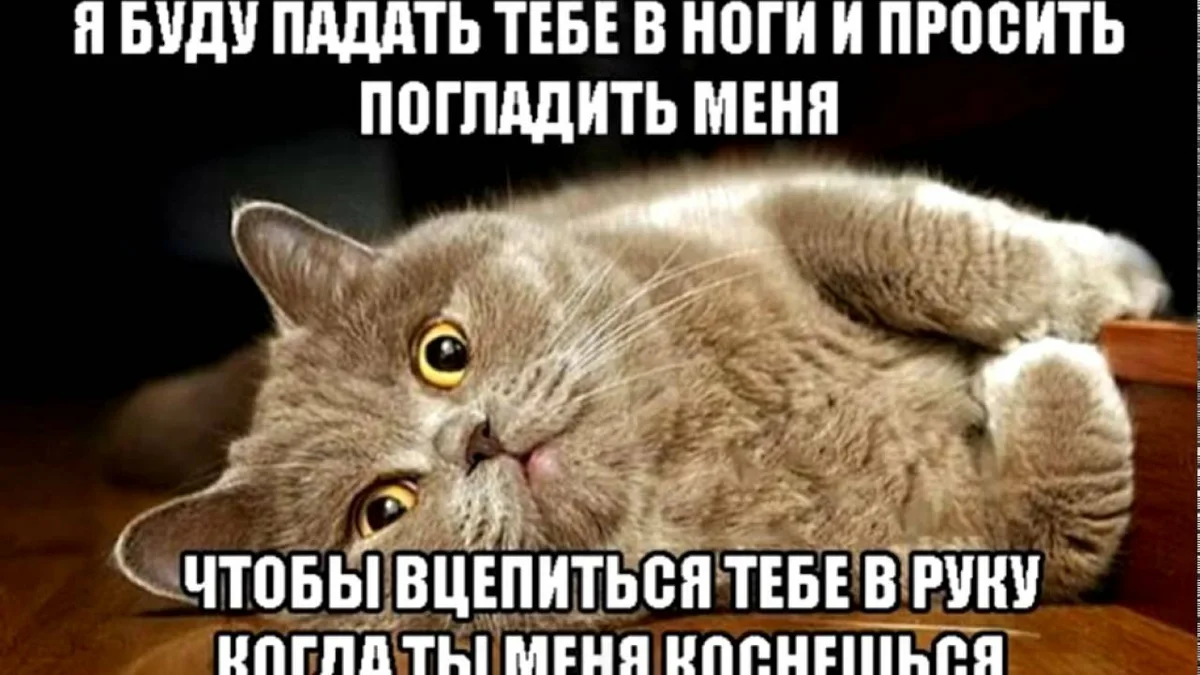 Я БУДУ ПАДАТЬ ТЕБЕ В НОГИ И ПРОСИТЬ
ПОГЛАДИТЬ МЕНЯ
ЧТОБЫ ВЦЕПИТЬСЯ ТЕБЕ В РУКУ
КОГДА ТЫ МЕНЯ КОСНЕШЬСЯ